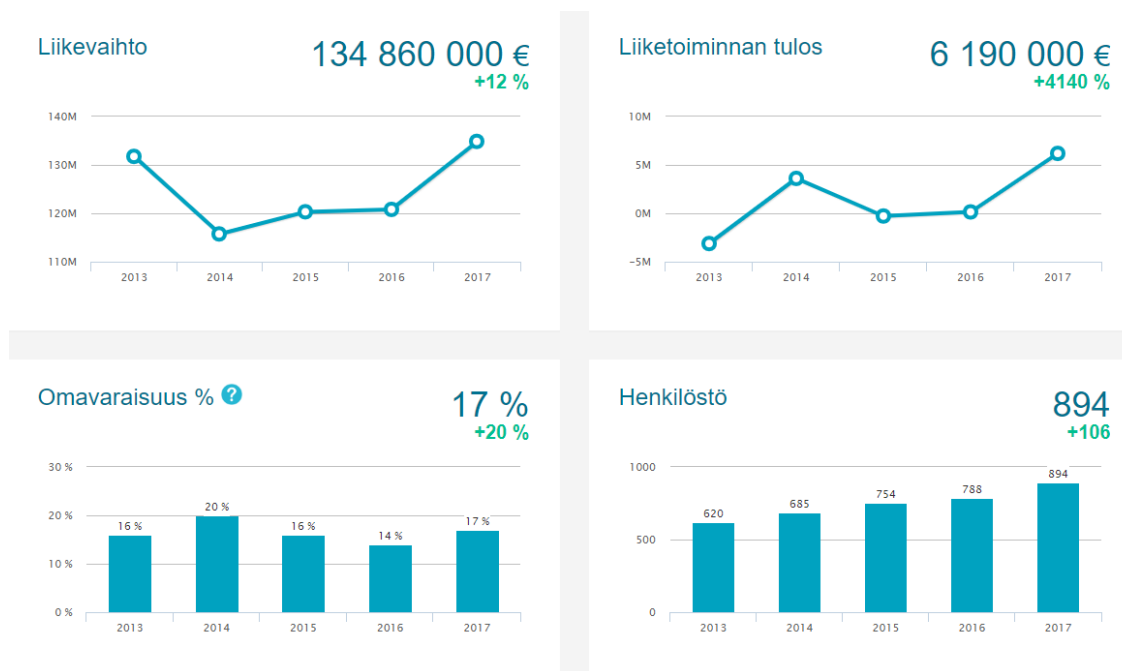 Liikevaihto
134 860 000 €
+12 %
140M
130M
120M
110M
2013 2014 2015 2016 2017
Liiketoiminnan tulos
6 190 000 €
+4140 %
10M
5M
0M
-5M
2013 2014 2015 2016 2017
Omavaraisuus % ?
17 %
+20 %
30 %
20 %
10 %
0 %
16 % 20 % 16 % 14 % 17 %
2013 2014 2015 2016 2017
Henkilöstö
894
+106
1000
500
0
620 685 754 788 894
2013 2014 2015 2016 2017